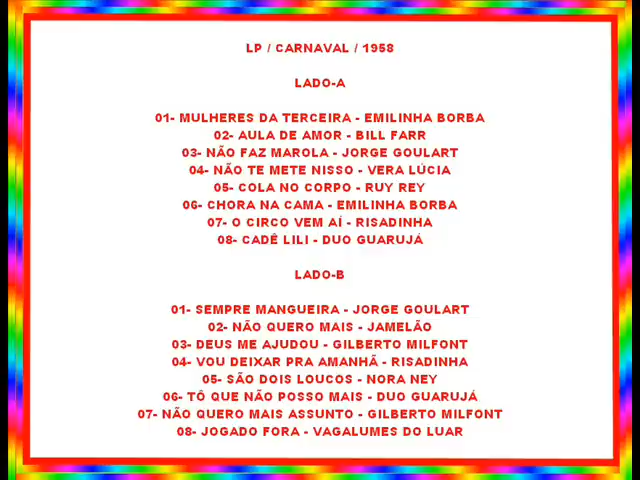 LP / CARNAVAL / 1958
LADO-A
01- MULHERES DA TERCEIRA - EMILINHA BORBA
02- AULA DE AMOR - BILL FARR
03- NÃO FAZ MAROLA - JORGE GOULART
04- NÃO TE METE NISSO - VERA LÚCIA
05- COLA NO CORPO - RUY REY
06- CHORA NA CAMA - EMILINHA BORBA
07- O CIRCO VEM AÍ - RISADINHA
08- CADÊ LILI - DUO GUARUJÁ
LADO-B
01- SEMPRE MANGUEIRA - JORGE GOULART
02- NÃO QUERO MAIS - JAMELÃO
03- DEUS ME AJUDOU - GILBERTO MILFONT
04- VOU DEIXAR PRA AMANHÃ - RISADINHA
05- SÃO DOIS LOUCOS - NORA NEY
06- TÔ QUE NÃO POSSO MAIS - DUO GUARUJÁ
07- NÃO QUERO MAIS ASSUNTO - GILBERTO MILFONT
08- JOGADO FORA - VAGALUMES DO LUAR